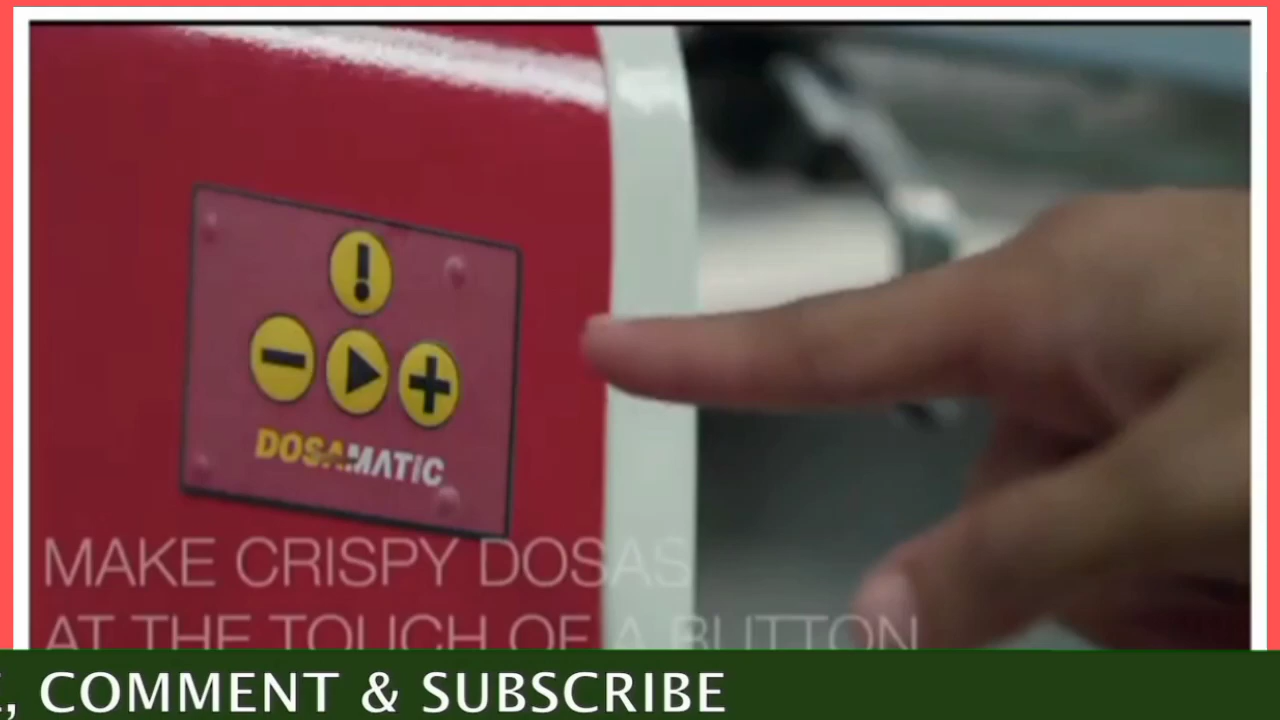 DOSAMATIC
MAKE CRISPY DOSAS
AT THE TOUCH OF A BUTTON
, COMMENT & SUBSCRIBE